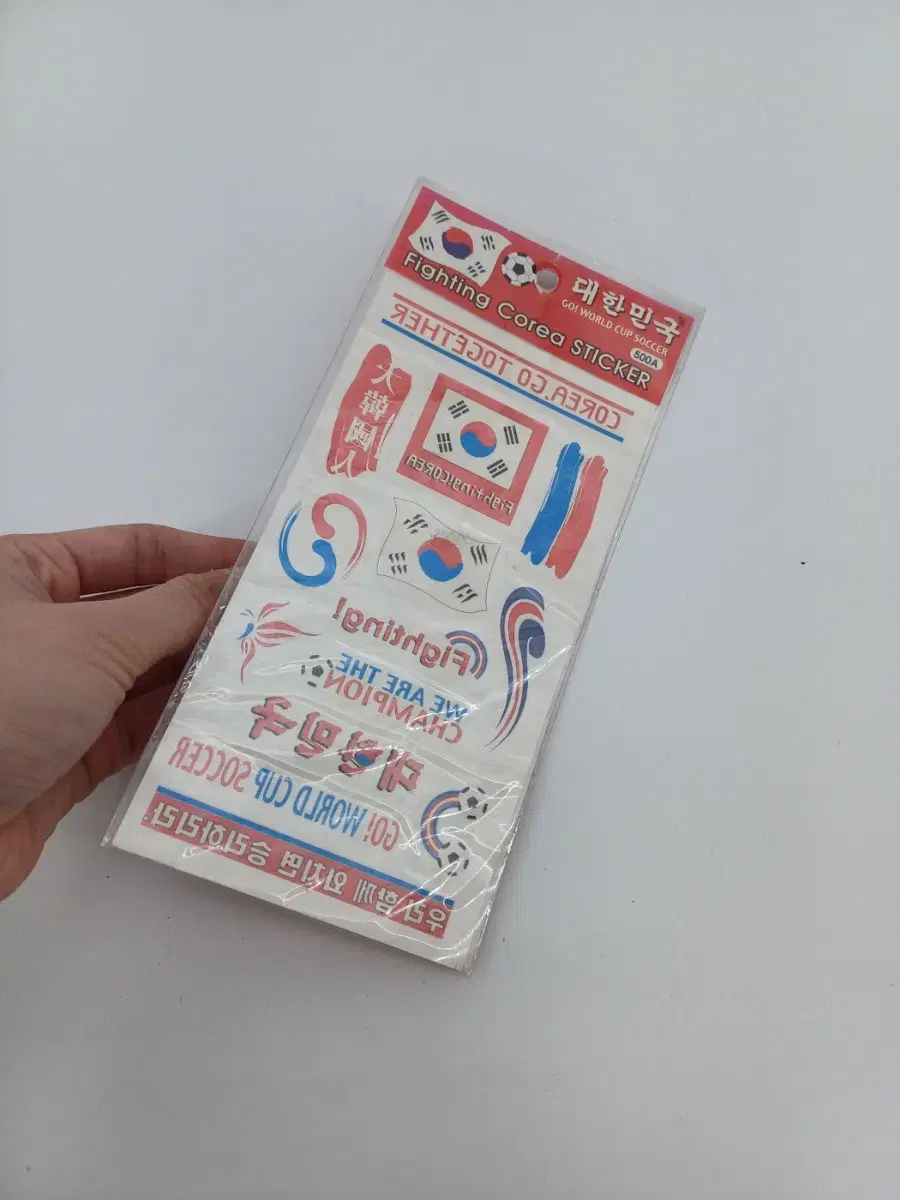 대한민국
GO! WORLD CUP SOCCER
Fighting Corea STICKER
500A
COREA, GO TOGETHER
大韓國人
Fighting!COREA
Fighting!
WE ARE THE
CHAMPION
대한민국
GO! WORLD CUP SOCCER
우리 함께 외치면 승리하리라.